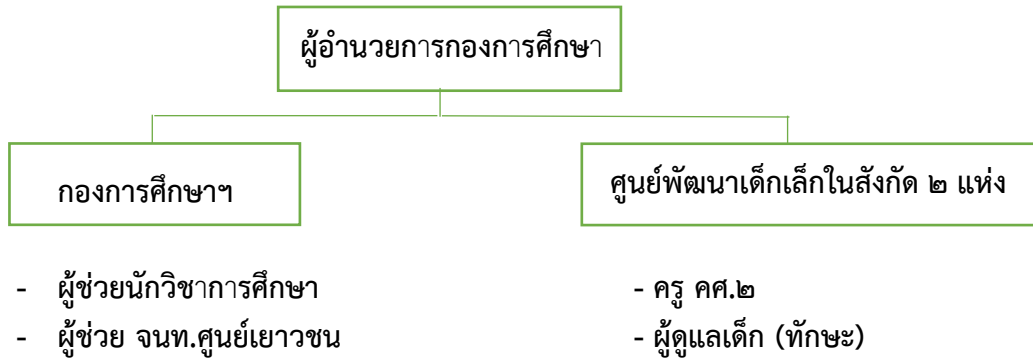 ผู้อำนวยการกองการศึกษา
กองการศึกษาฯ
ศูนย์พัฒนาเด็กเล็กในสังกัด ๒ แห่ง
- ผู้ช่วยนักวิชาการศึกษา
- ผู้ช่วย จนท.ศูนย์เยาวชน
- ครู คศ.๒
- ผู้ดูแลเด็ก (ทักษะ)